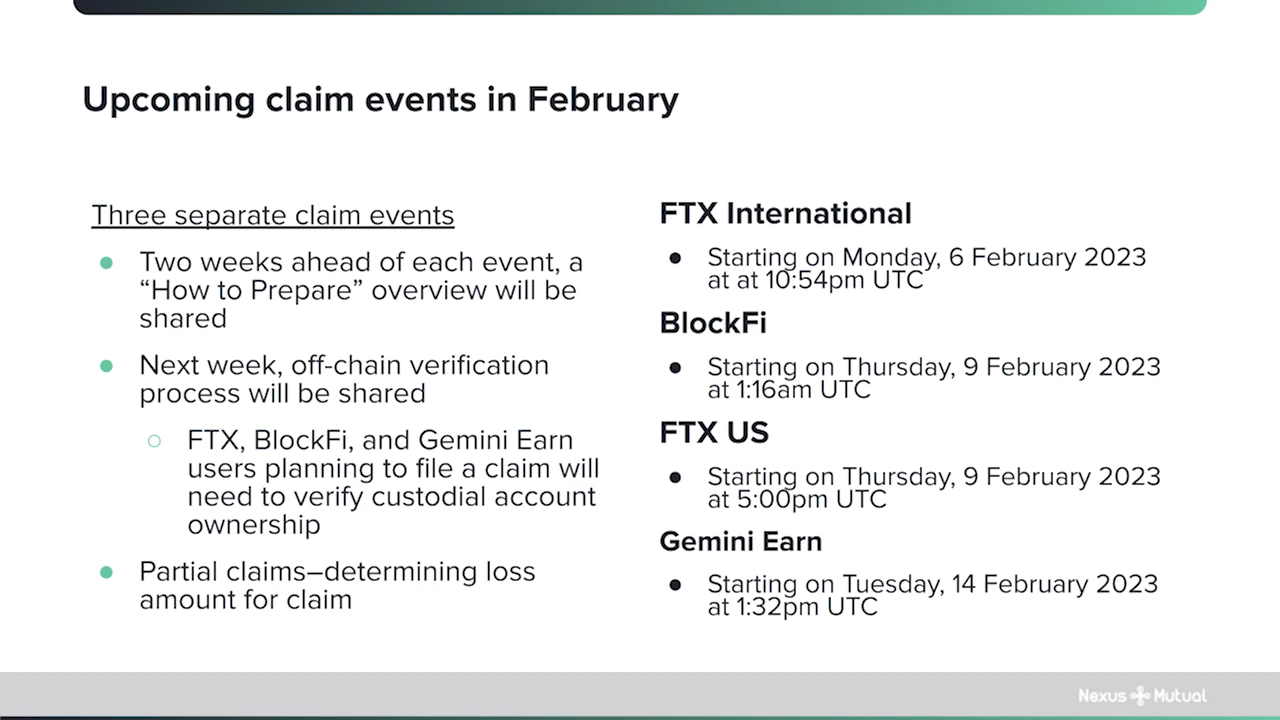 Upcoming claim events in February
Three separate claim events
Two weeks ahead of each event, a
“How to Prepare” overview will be
shared
Next week, off-chain verification
process will be shared
FTX, BlockFi, and Gemini Earn
users planning to file a claim will
need to verify custodial account
ownership
Partial claims–determining loss
amount for claim
FTX International
Starting on Monday, 6 February 2023
at at 10:54pm UTC
BlockFi
Starting on Thursday, 9 February 2023
at 1:16am UTC
FTX US
Starting on Thursday, 9 February 2023
at 5:00pm UTC
Gemini Earn
Starting on Tuesday, 14 February 2023
at 1:32pm UTC
Nexus Mutual